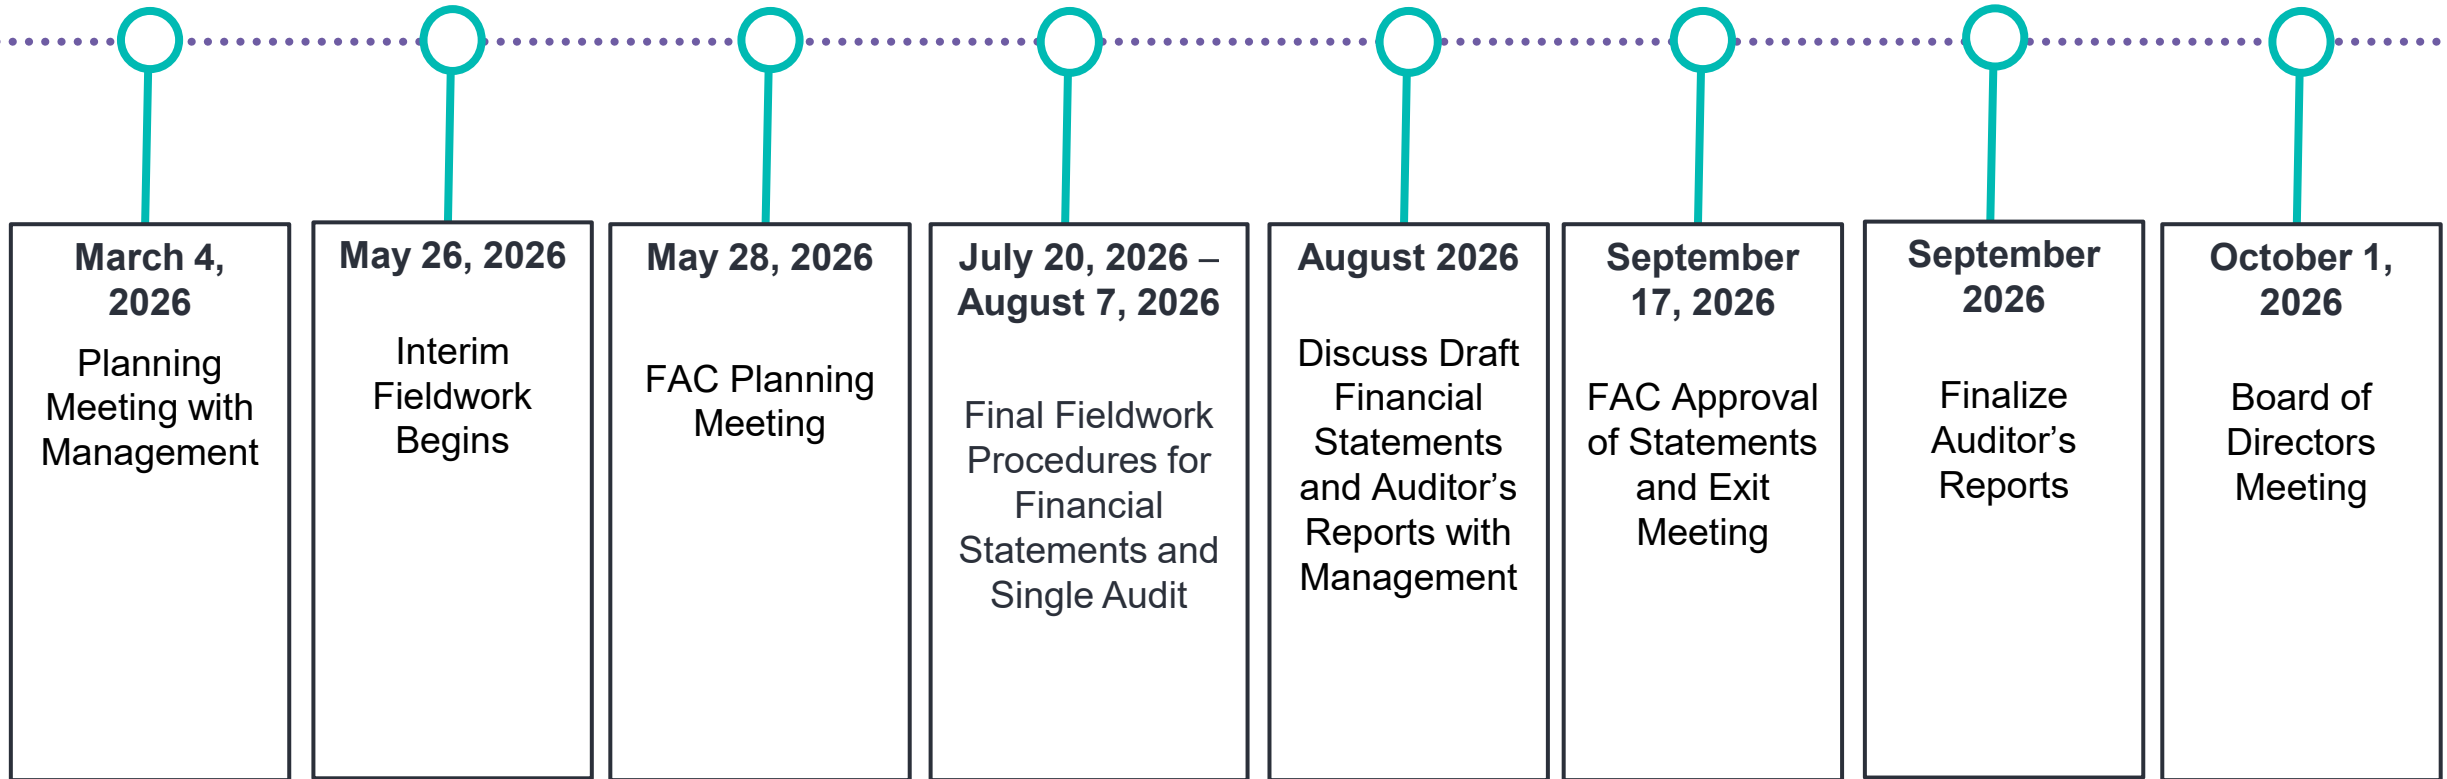 March 4,
2026
Planning
Meeting with
Management
May 26, 2026
Interim
Fieldwork
Begins
May 28, 2026
FAC Planning
Meeting
July 20, 2026 –
August 7, 2026
Final Fieldwork
Procedures for
Financial
Statements and
Single Audit
August 2026
Discuss Draft
Financial
Statements
and Auditor’s
Reports with
Management
September
17, 2026
FAC Approval
of Statements
and Exit
Meeting
September
2026
Finalize
Auditor’s
Reports
October 1,
2026
Board of
Directors
Meeting